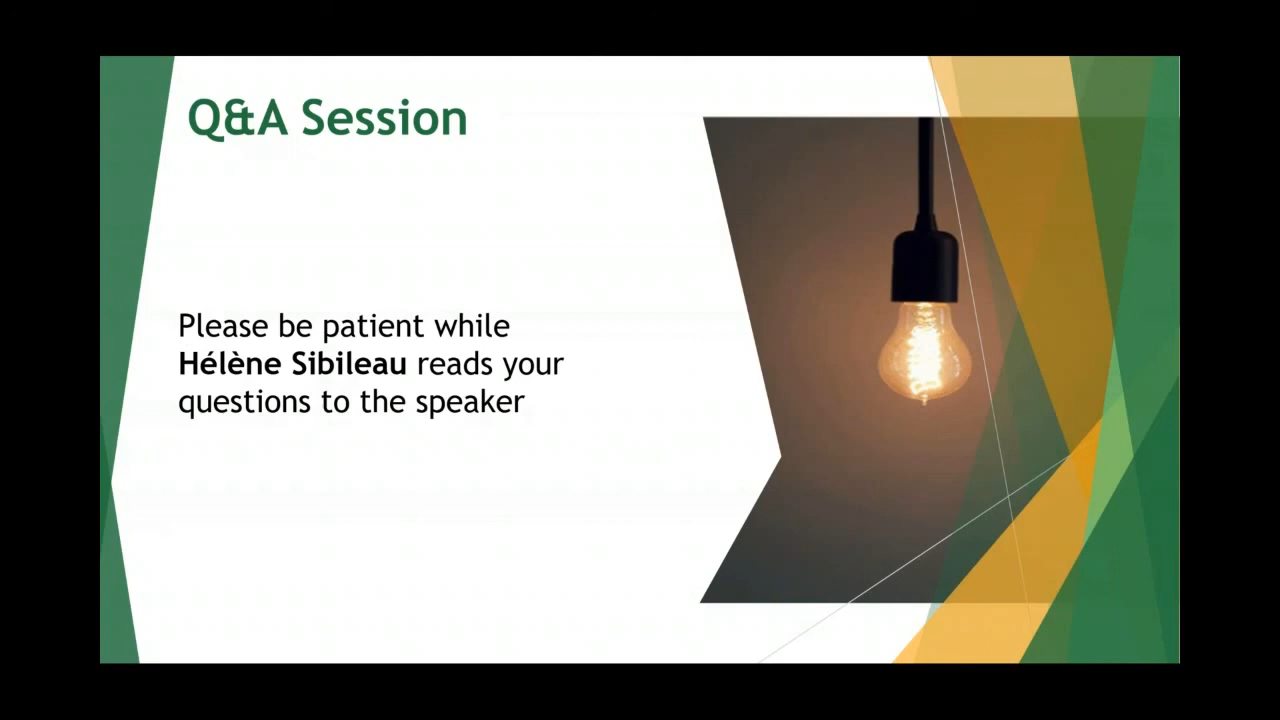 Q&A Session
Please be patient while
Hélène Sibileau reads your
questions to the speaker